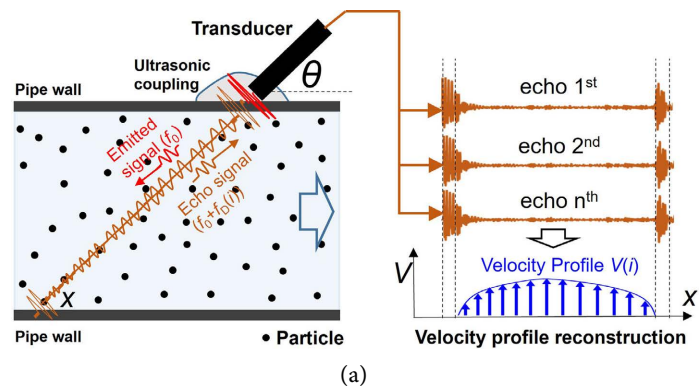 Transducer
Ultrasonic
coupling
θ
Pipe wall
Emitted
signal (f₀)
Echo signal
(f₀+f_D(i))
x
Pipe wall
● Particle
echo 1st
echo 2nd
echo nth
V
Velocity Profile V(i)
x
Velocity profile reconstruction
(a)